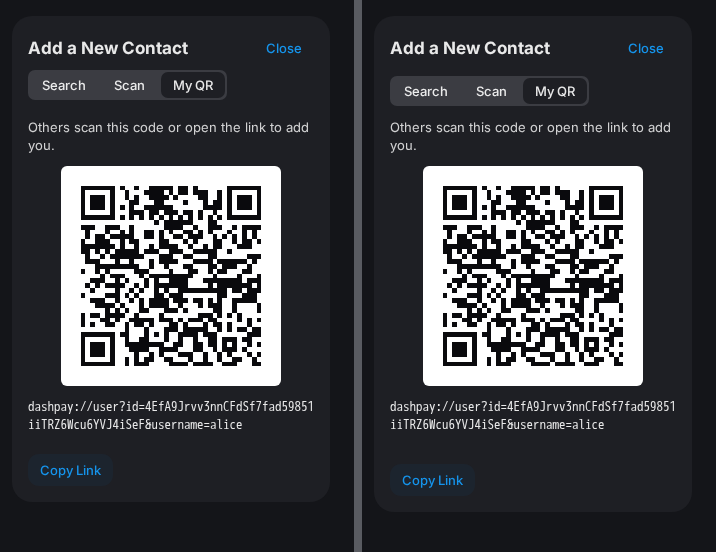 Add a New Contact
Close
Search
Scan
My QR
Others scan this code or open the link to add
you.
dashpay://user?id=4EfA9Jrvv3nnCFdSf7fad59851
iiTRZ6Wcu6YVJ4iSeF&username=alice
Copy Link
Add a New Contact
Close
Search
Scan
My QR
Others scan this code or open the link to add
you.
dashpay://user?id=4EfA9Jrvv3nnCFdSf7fad59851
iiTRZ6Wcu6YVJ4iSeF&username=alice
Copy Link